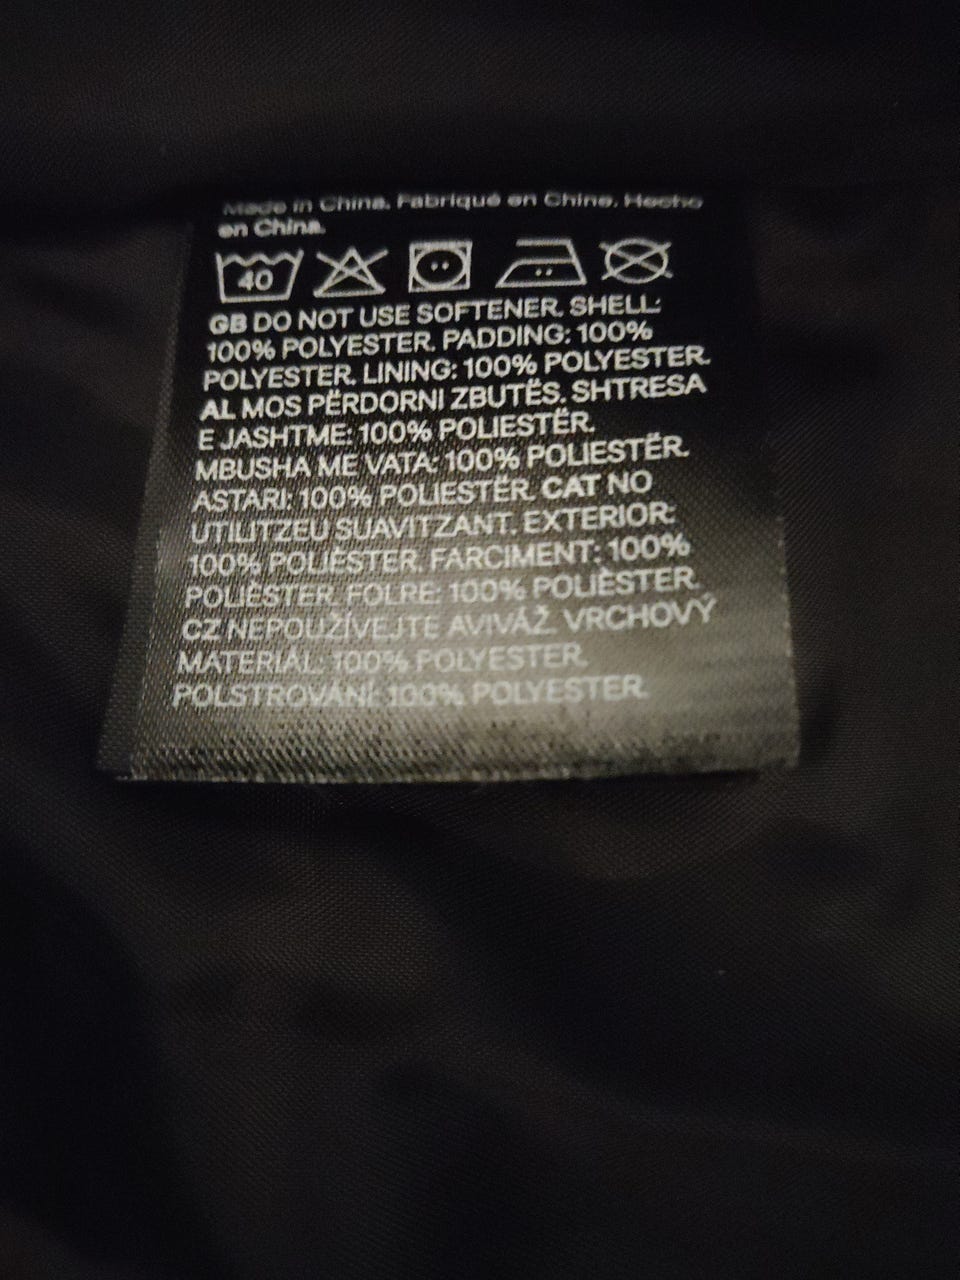 Made in China. Fabriqué en Chine. Hecho
en China.
40
GB DO NOT USE SOFTENER. SHELL:
100% POLYESTER. PADDING: 100%
POLYESTER. LINING: 100% POLYESTER.
AL MOS PËRDORNI ZBUTËS. SHTRESA
E JASHTME: 100% POLIESTËR.
MBUSHA ME VATA: 100% POLIESTËR.
ASTARI: 100% POLIESTËR. CAT NO
UTILITZEU SUAVITZANT. EXTERIOR:
100% POLIÈSTER. FARCIMENT: 100%
POLIÈSTER. FOLRE: 100% POLIÈSTER.
CZ NEPOUŽÍVEJTE AVIVÁŽ. VRCHOVÝ
MATERIÁL: 100% POLYESTER.
POLSTROVÁNÍ: 100% POLYESTER.